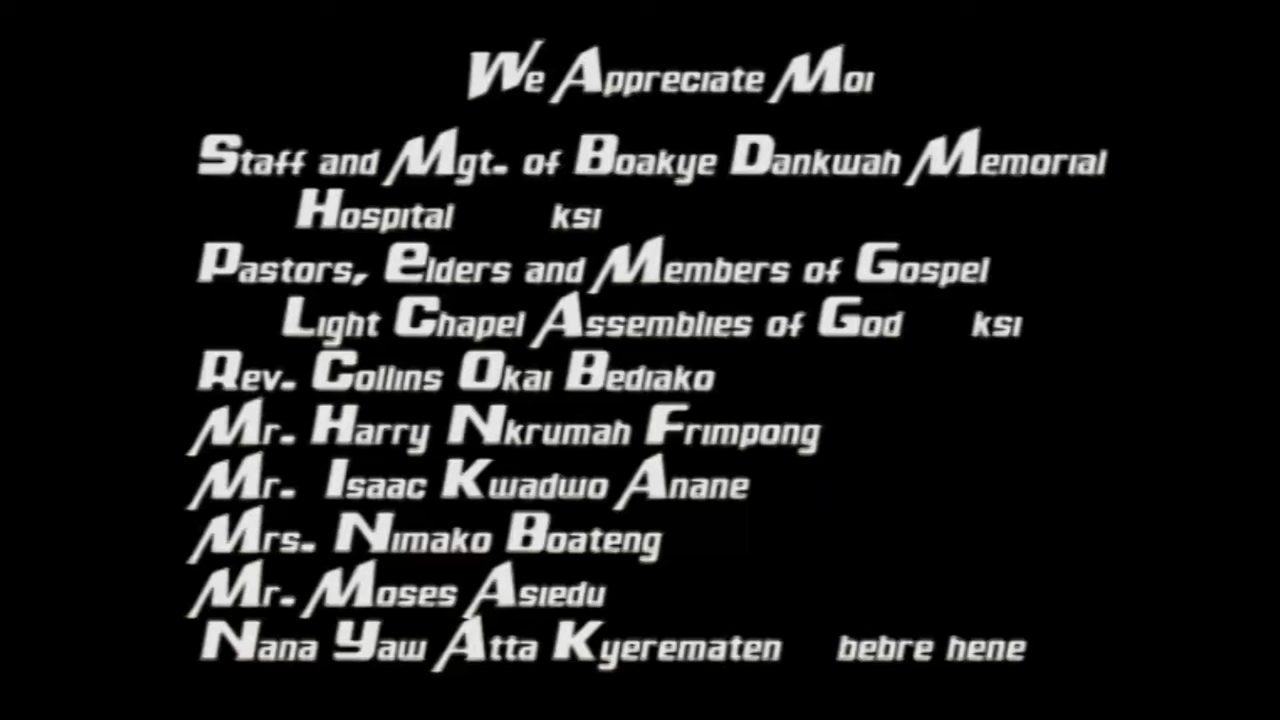 We Appreciate Moi
Staff and Mgt. of Boakye Dankwah Memorial
Hospital ksi
Pastors, Elders and Members of Gospel
Light Chapel Assemblies of God ksi
Rev. Collins Okai Bediako
Mr. Harry Nkrumah Frimpong
Mr. Isaac Kwadwo Anane
Mrs. Nimako Boateng
Mr. Moses Asiedu
Nana Yaw Atta Kyerematen bebre hene